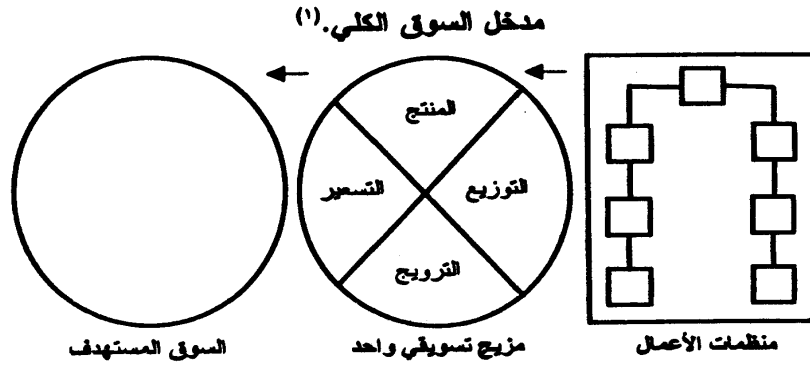 مدخل السوق الكلي.(١)
المنتج
التوزيع
التسعير
الترويج
منظمات الأعمال
مزيج تسويقي واحد
السوق المستهدف